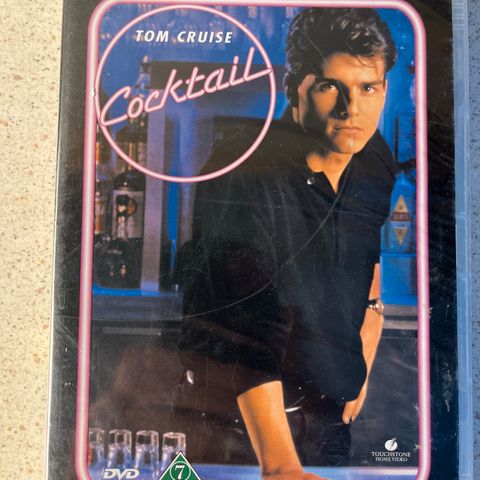 TOM CRUISE
Cocktail
TOUCHSTONE
HOME VIDEO
DVD
7